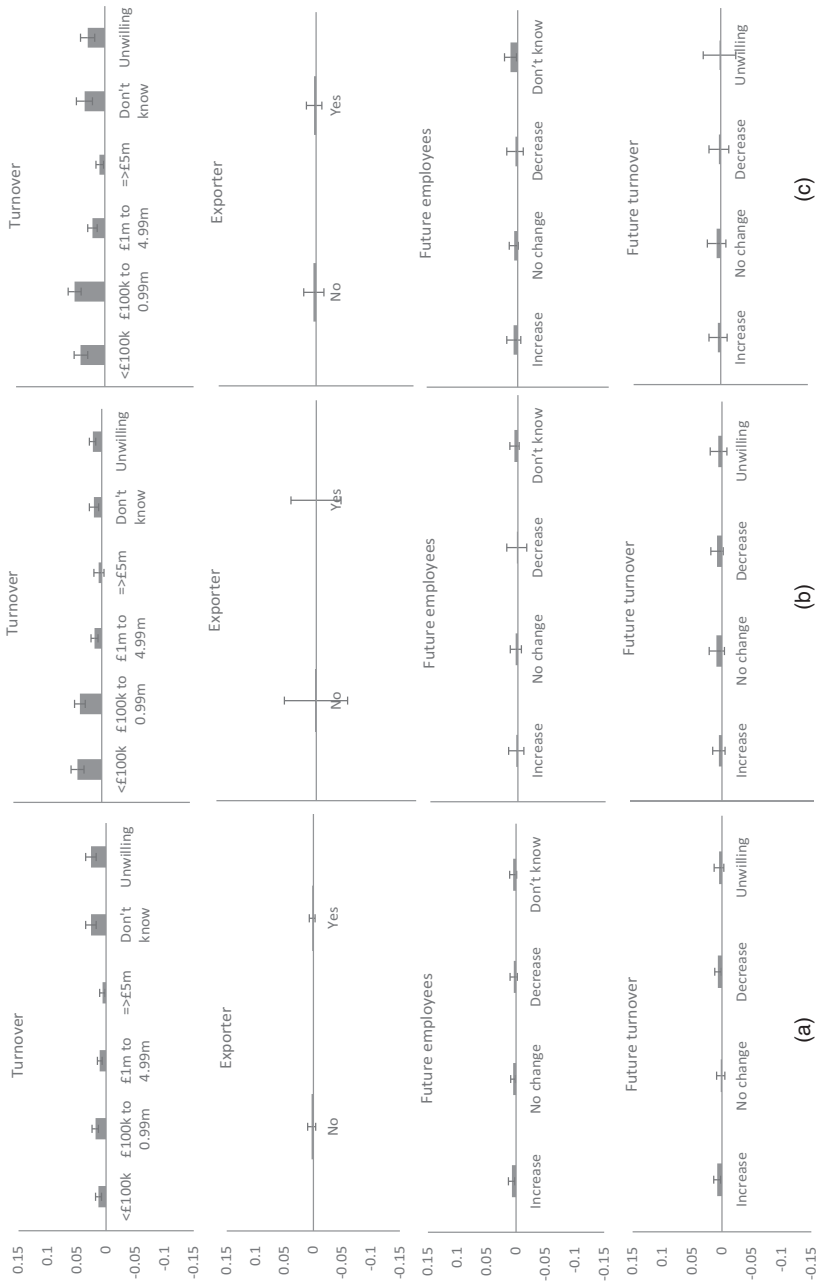 Turnover
0.15
0.1
0.05
0
-0.05
-0.1
-0.15
<£100k
£100k to
0.99m
£1m to
4.99m
=>£5m
Don't
know
Unwilling
Turnover
<£100k
£100k to
0.99m
£1m to
4.99m
=>£5m
Don't
know
Unwilling
Turnover
<£100k
£100k to
0.99m
£1m to
4.99m
=>£5m
Don't
know
Unwilling
Exporter
0.15
0.1
0.05
0
-0.05
-0.1
-0.15
No
Yes
Exporter
No
Yes
Exporter
No
Yes
Future employees
0.15
0.1
0.05
0
-0.05
-0.1
-0.15
Increase
No change
Decrease
Don't know
Future employees
Increase
No change
Decrease
Don't know
Future employees
Increase
No change
Decrease
Don't know
Future turnover
0.15
0.1
0.05
0
-0.05
-0.1
-0.15
Increase
No change
Decrease
Unwilling
Future turnover
Increase
No change
Decrease
Unwilling
Future turnover
Increase
No change
Decrease
Unwilling
(a)
(b)
(c)